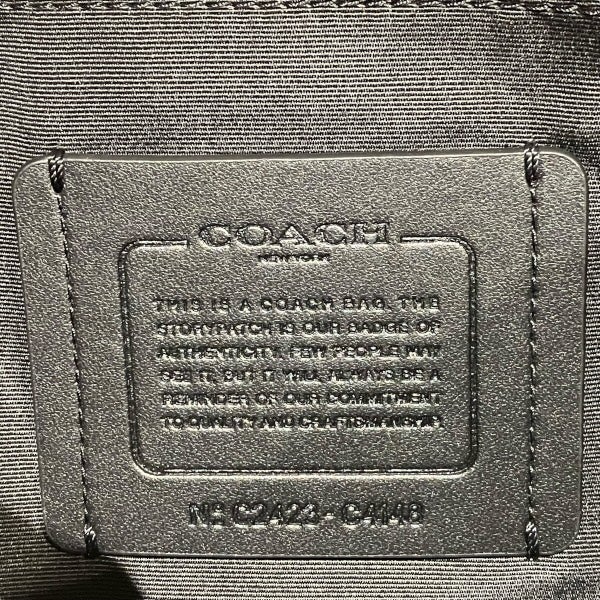 COACH
NEW YORK
THIS IS A COACH BAG. THE
STORYPATCH IS OUR BADGE OF
AUTHENTICITY. FEW PEOPLE MAY
SEE IT, BUT IT WILL ALWAYS BE A
REMINDER OF OUR COMMITMENT
TO QUALITY AND CRAFTSMANSHIP.
Nº C2423-C4148